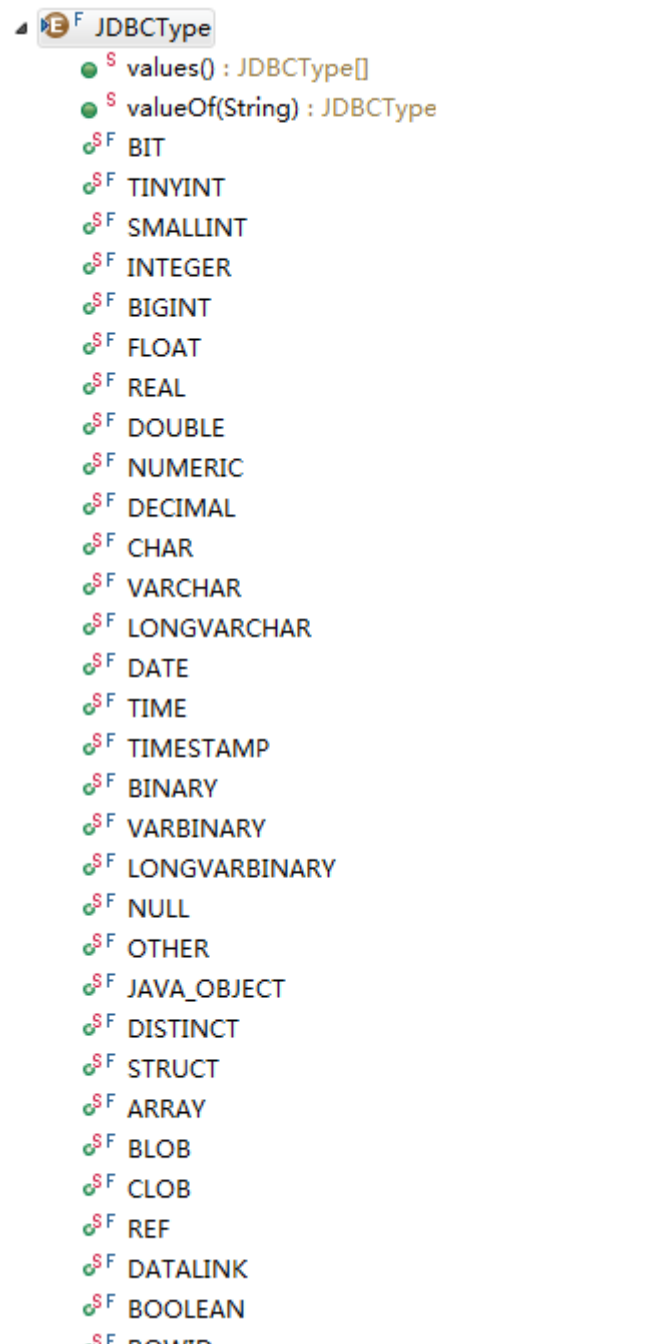 JDBCType
values() : JDBCType[]
valueOf(String) : JDBCType
BIT
TINYINT
SMALLINT
INTEGER
BIGINT
FLOAT
REAL
DOUBLE
NUMERIC
DECIMAL
CHAR
VARCHAR
LONGVARCHAR
DATE
TIME
TIMESTAMP
BINARY
VARBINARY
LONGVARBINARY
NULL
OTHER
JAVA_OBJECT
DISTINCT
STRUCT
ARRAY
BLOB
CLOB
REF
DATALINK
BOOLEAN